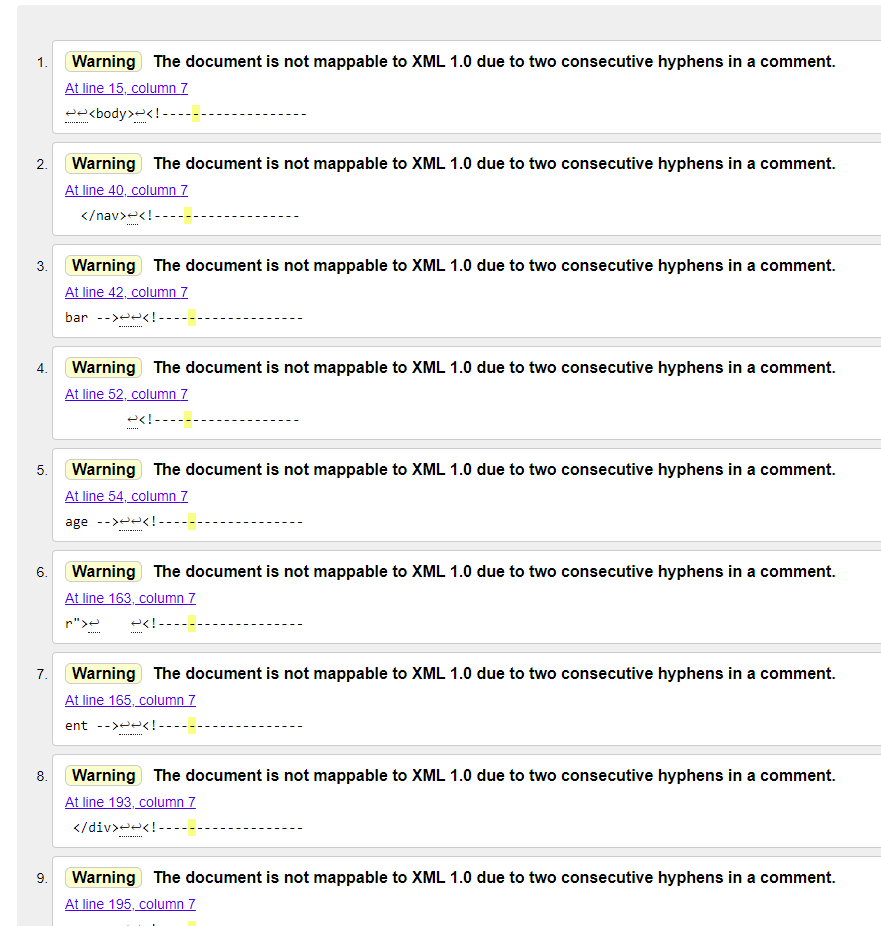 1. Warning The document is not mappable to XML 1.0 due to two consecutive hyphens in a comment.
At line 15, column 7
↩↩<body>↩<!-------------------
2. Warning The document is not mappable to XML 1.0 due to two consecutive hyphens in a comment.
At line 40, column 7
</nav>↩<!-------------------
3. Warning The document is not mappable to XML 1.0 due to two consecutive hyphens in a comment.
At line 42, column 7
bar -->↩↩<!-------------------
4. Warning The document is not mappable to XML 1.0 due to two consecutive hyphens in a comment.
At line 52, column 7
↩<!-------------------
5. Warning The document is not mappable to XML 1.0 due to two consecutive hyphens in a comment.
At line 54, column 7
age -->↩↩<!-------------------
6. Warning The document is not mappable to XML 1.0 due to two consecutive hyphens in a comment.
At line 163, column 7
r">↩ ↩<!-------------------
7. Warning The document is not mappable to XML 1.0 due to two consecutive hyphens in a comment.
At line 165, column 7
ent -->↩↩<!-------------------
8. Warning The document is not mappable to XML 1.0 due to two consecutive hyphens in a comment.
At line 193, column 7
</div>↩↩<!-------------------
9. Warning The document is not mappable to XML 1.0 due to two consecutive hyphens in a comment.
At line 195, column 7